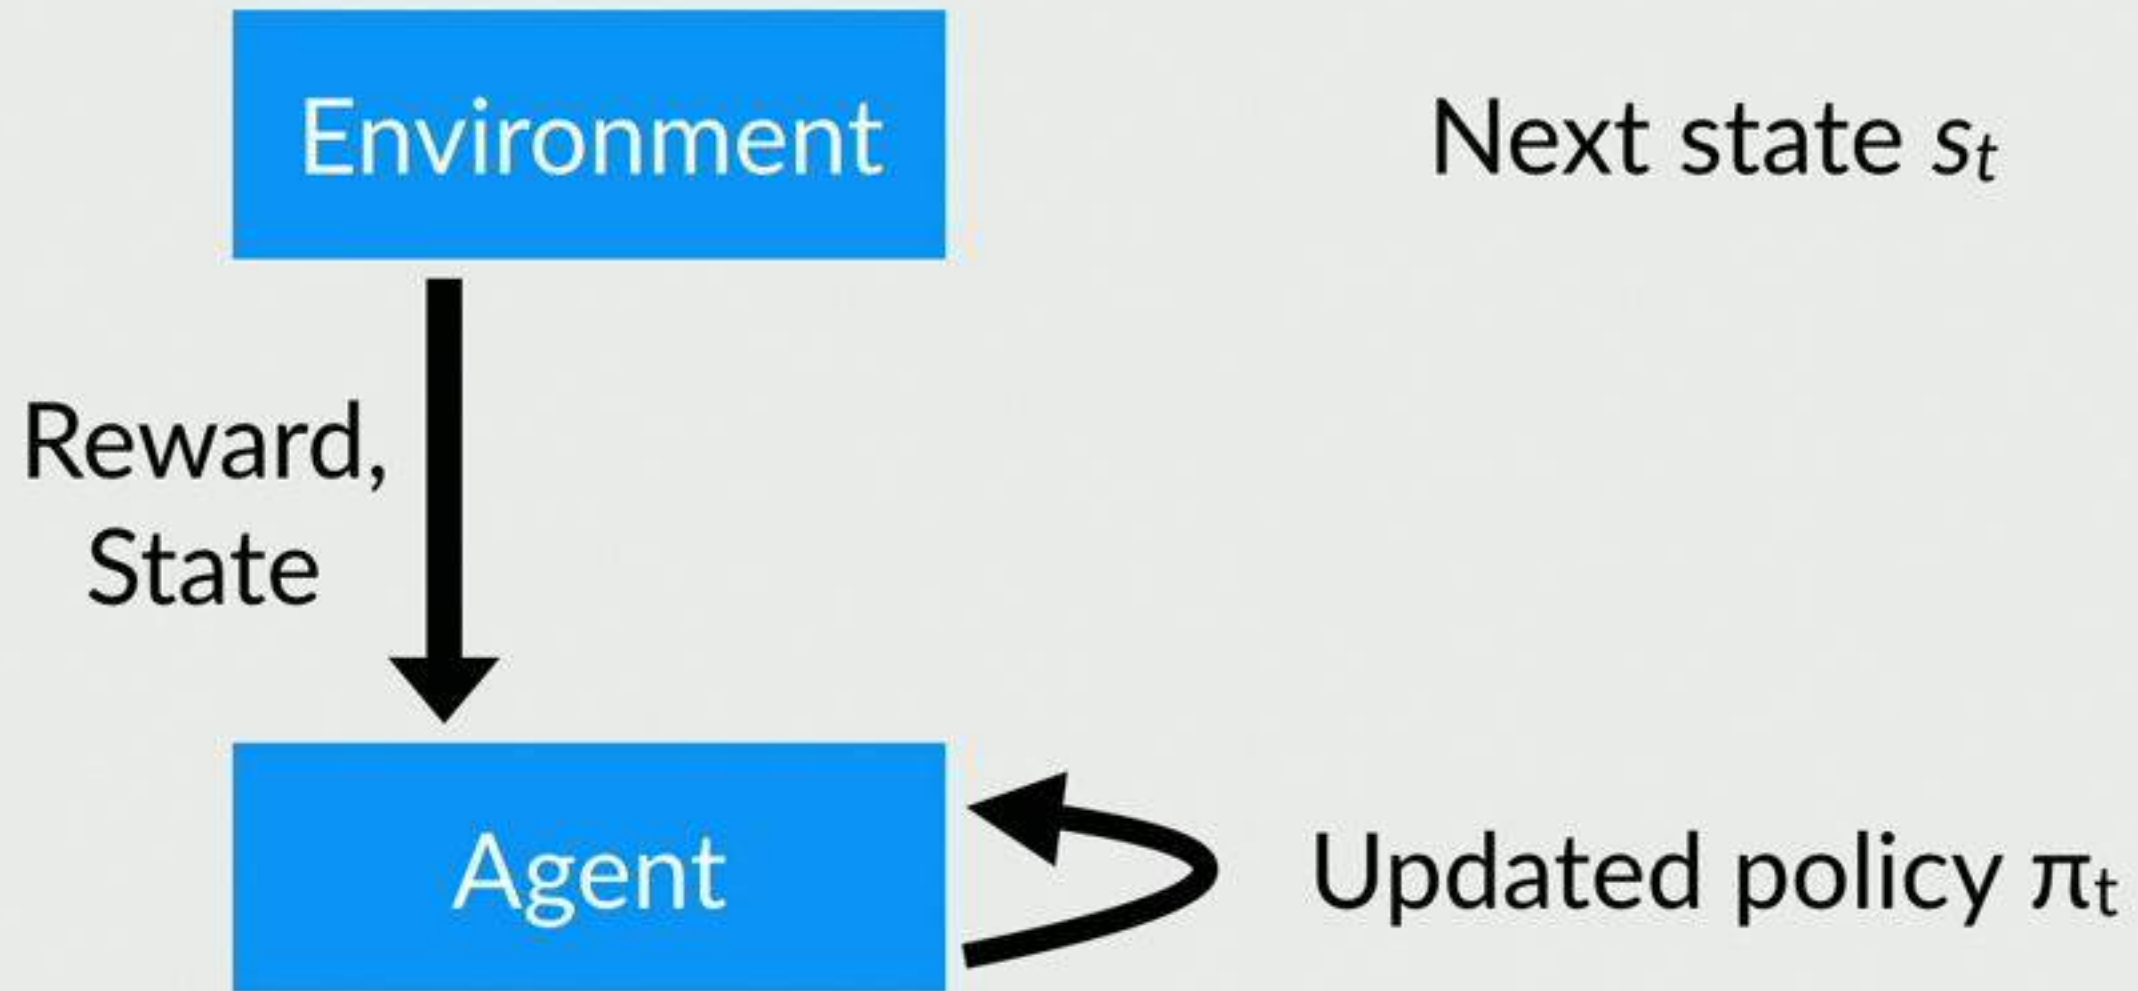 Environment
Next state sₜ
Reward,
State
Agent
Updated policy πₜ